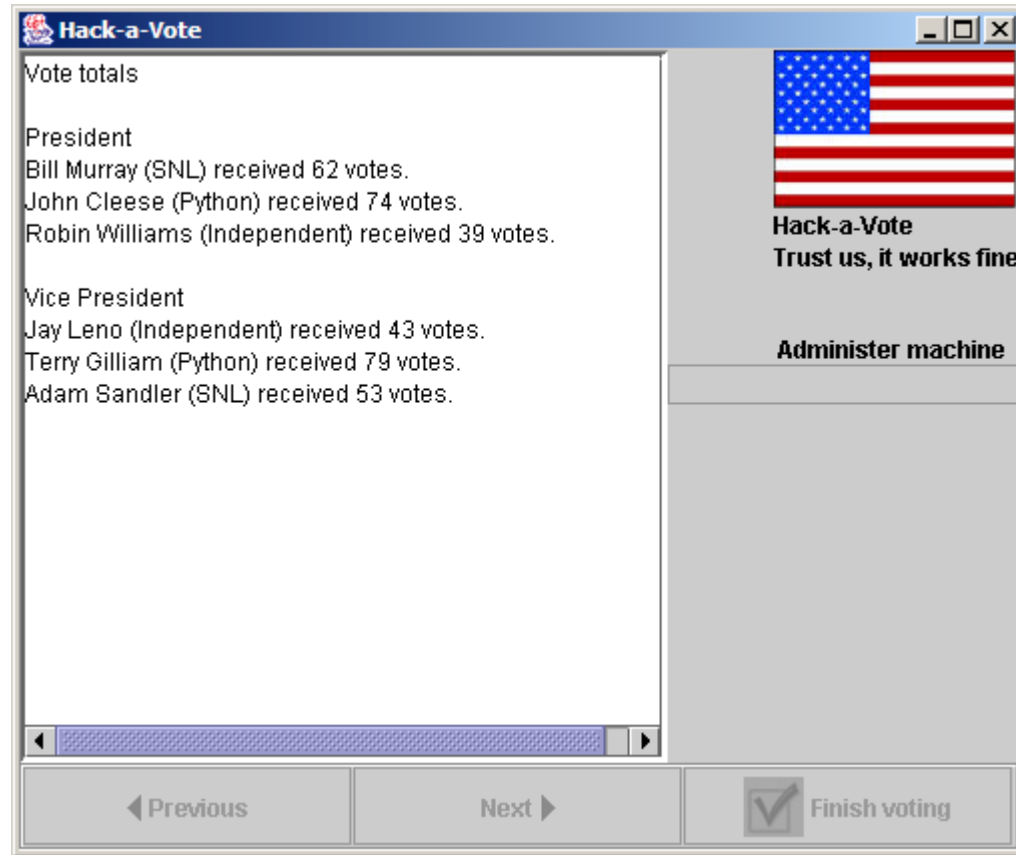 Hack-a-Vote
Vote totals
President
Bill Murray (SNL) received 62 votes.
John Cleese (Python) received 74 votes.
Robin Williams (Independent) received 39 votes.
Vice President
Jay Leno (Independent) received 43 votes.
Terry Gilliam (Python) received 79 votes.
Adam Sandler (SNL) received 53 votes.
Hack-a-Vote
Trust us, it works fine
Administer machine
Previous
Next
Finish voting